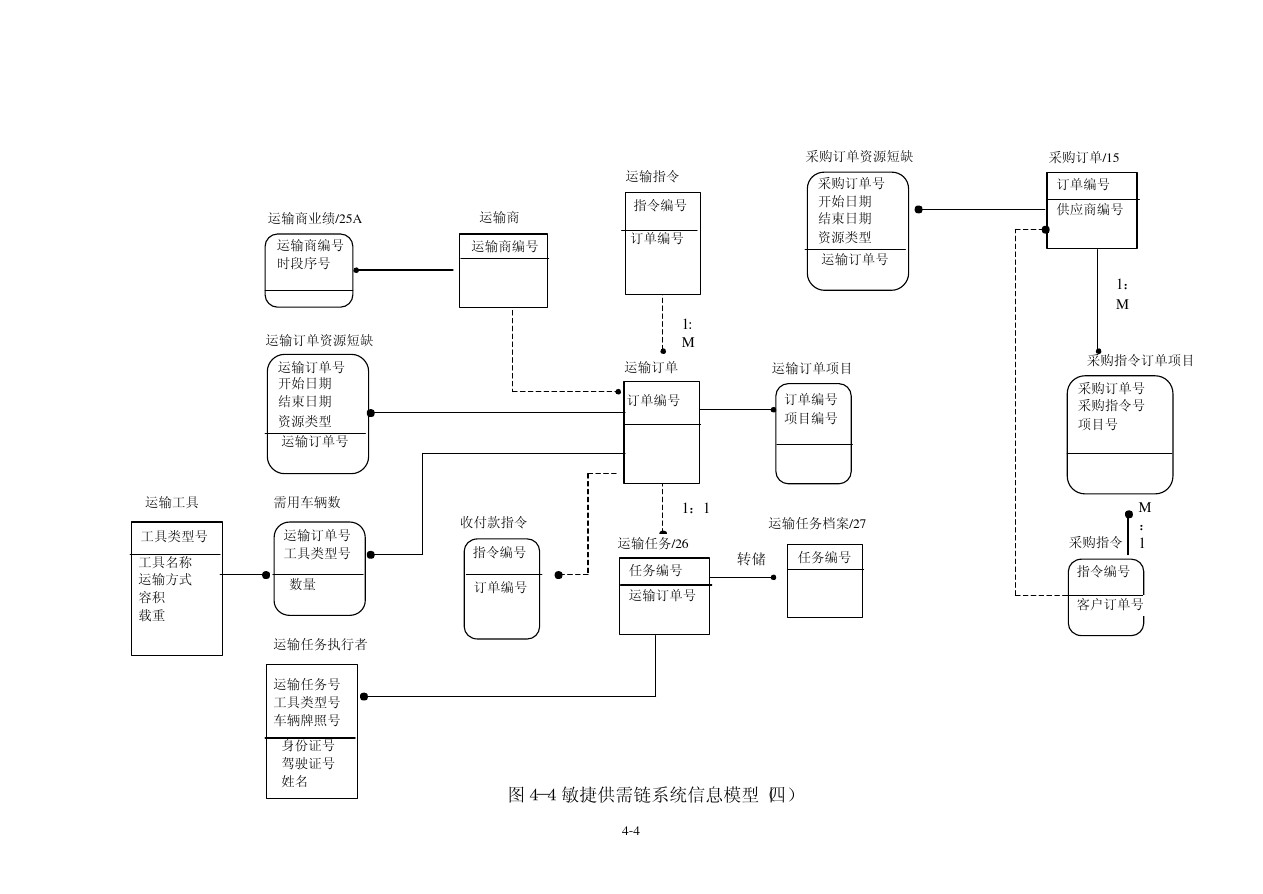 采购订单资源短缺
采购订单号
开始日期
结束日期
资源类型
运输订单号
采购订单/15
订单编号
供应商编号
1：
M
运输指令
指令编号
订单编号
1:
M
运输商业绩/25A
运输商编号
时段序号
运输商
运输商编号
运输订单资源短缺
运输订单号
开始日期
结束日期
资源类型
运输订单号
运输订单
订单编号
运输订单项目
订单编号
项目编号
采购指令订单项目
采购订单号
采购指令号
项目号
M
：
1
运输工具
工具类型号
工具名称
运输方式
容积
载重
需用车辆数
运输订单号
工具类型号
数量
收付款指令
指令编号
订单编号
1：1
运输任务/26
任务编号
运输订单号
转储
运输任务档案/27
任务编号
采购指令
指令编号
客户订单号
运输任务执行者
运输任务号
工具类型号
车辆牌照号
身份证号
驾驶证号
姓名
图 4—4 敏捷供需链系统信息模型（四）
4-4